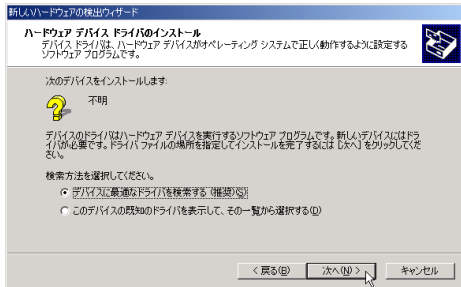 新しいハードウェアの検出ウィザード
ハードウェア デバイス ドライバのインストール
デバイス ドライバは、ハードウェア デバイスがオペレーティング システムで正しく動作するように設定する
ソフトウェア プログラムです。
次のデバイスをインストールします:
不明
デバイスのドライバはハードウェア デバイスを実行するソフトウェア プログラムです。新しいデバイスにはドラ
イバが必要です。ドライバ ファイルの場所を指定してインストールを完了するには [次へ] をクリックしてくだ
さい。
検索方法を選択してください。
デバイスに最適なドライバを検索する (推奨)(S)
このデバイスの既知のドライバを表示して、その一覧から選択する(D)
< 戻る(B)
次へ(N) >
キャンセル